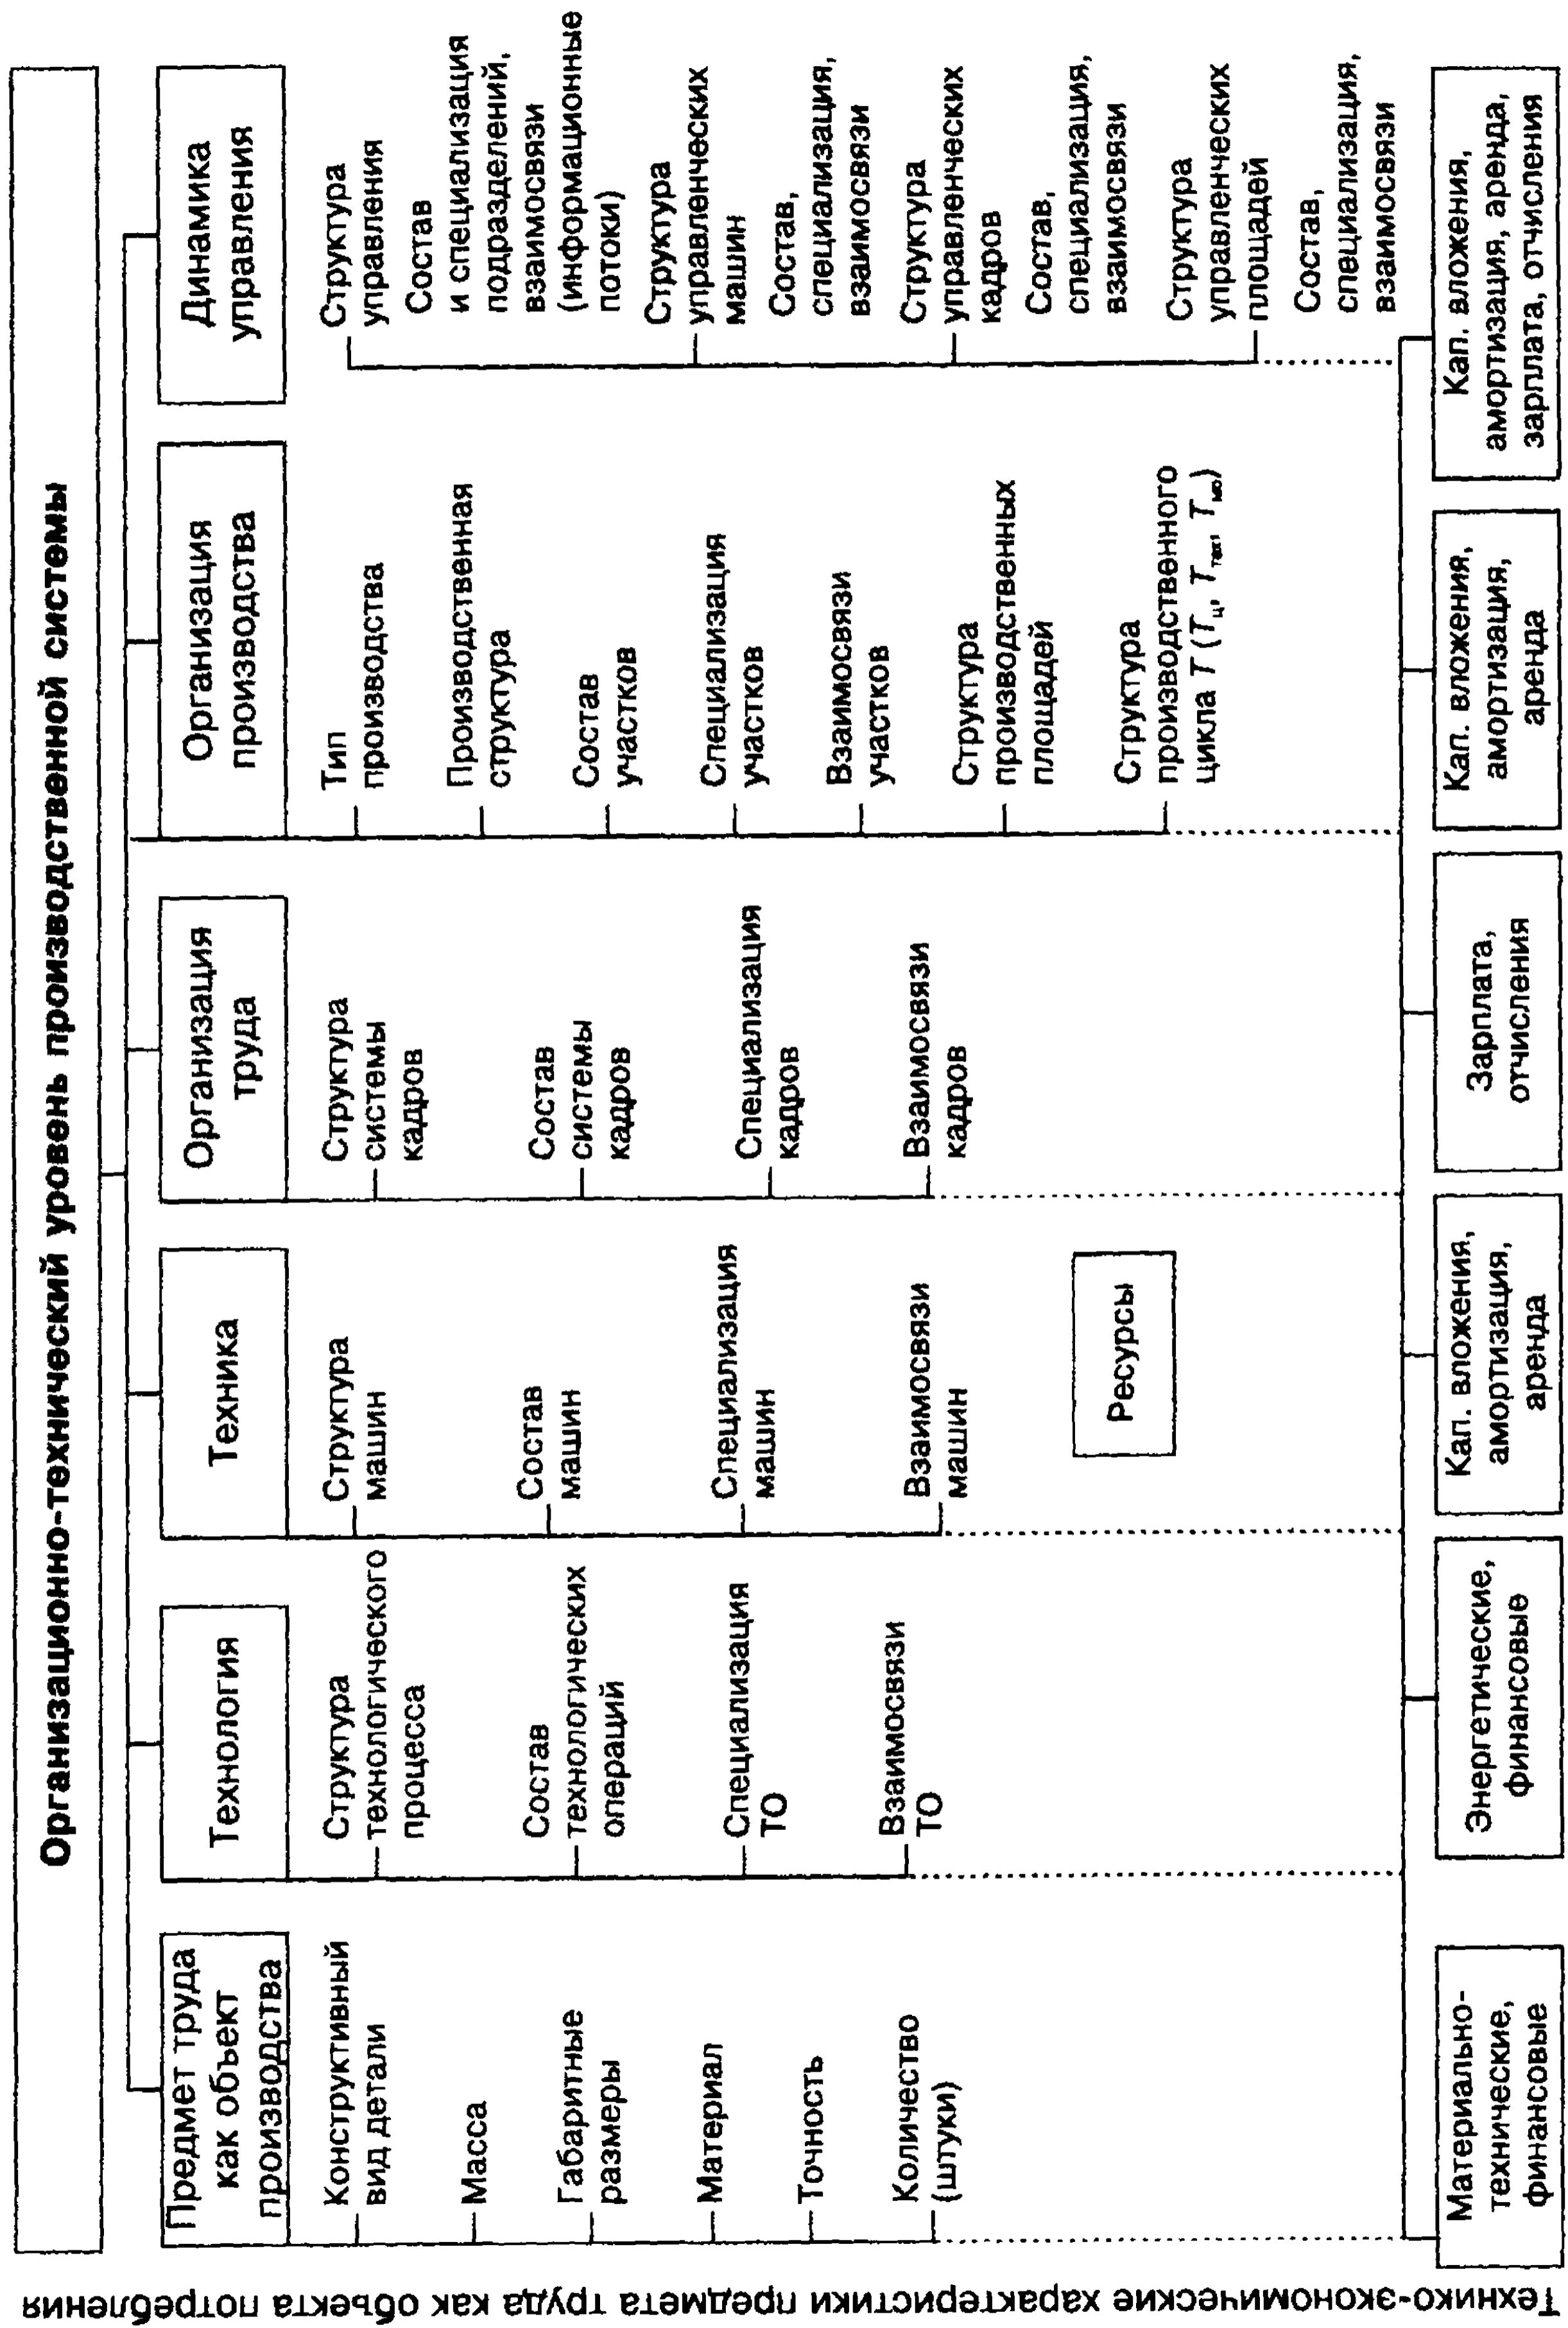 Организационно-технический уровень производственной системы
Технико-экономические характеристики предмета труда как объекта потребления
Предмет труда
как объект
производства
Конструктивный
вид детали
Масса
Габаритные
размеры
Материал
Точность
Количество
(штуки)
Технология
Структура
технологического
процесса
Состав
технологических
операций
Специализация
ТО
Взаимосвязи
ТО
Техника
Структура
машин
Состав
машин
Специализация
машин
Взаимосвязи
машин
Организация
труда
Структура
системы
кадров
Состав
системы
кадров
Специализация
кадров
Взаимосвязи
кадров
Организация
производства
Тип
производства
Производственная
структура
Состав
участков
Специализация
участков
Взаимосвязи
участков
Структура
производственных
площадей
Структура
производственного
цикла T (Tц, Tтех, Tмо)
Динамика
управления
Структура
управления
Состав
и специализация
подразделений,
взаимосвязи
(информационные
потоки)
Структура
управленческих
машин
Состав,
специализация,
взаимосвязи
Структура
управленческих
кадров
Состав,
специализация,
взаимосвязи
Структура
управленческих
площадей
Состав,
специализация,
взаимосвязи
Ресурсы
Материально-
технические,
финансовые
Энергетические,
финансовые
Кап. вложения,
амортизация,
аренда
Зарплата,
отчисления
Кап. вложения,
амортизация,
аренда
Кап. вложения,
амортизация, аренда,
зарплата, отчисления